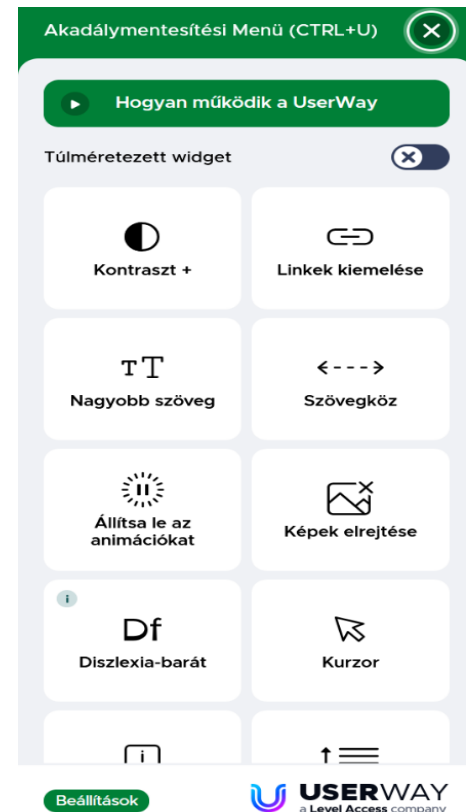 Akadálymentesítési Menü (CTRL+U)
Hogyan működik a UserWay
Túlméretezett widget
Kontraszt +
Linkek kiemelése
TT
Nagyobb szöveg
Szövegköz
Állítsa le az
animációkat
Képek elrejtése
i
Df
Diszlexia-barát
Kurzor
i
Beállítások
USERWAY
a Level Access company